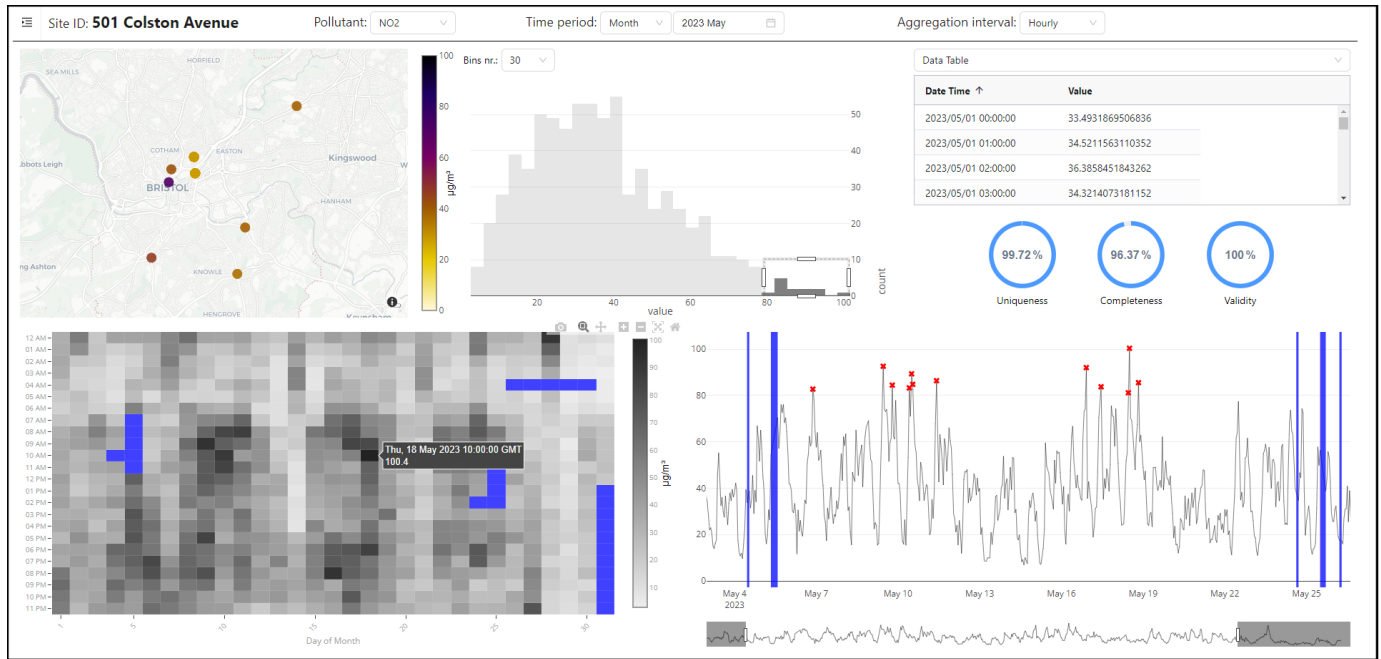 Site ID: 501 Colston Avenue Pollutant: NO2 Time period: Month 2023 May Aggregation interval: Hourly
HORFIELD
SEA MILLS
COTHAM EASTON
Kingswood
bbots Leigh
W
BRISTOL
HANHAM
ng Ashton
KNOWLE
HENGROVE
Keynsham
100
80
60
40
20
0
µg/m³
Bins nr.: 30
50
40
30
20
10
0
count
20 40 60 80 100
value
Data Table
Date Time ↑ Value
2023/05/01 00:00:00 33.4931869506836
2023/05/01 01:00:00 34.5211563110352
2023/05/01 02:00:00 36.3858451843262
2023/05/01 03:00:00 34.3214073181152
99.72 % 96.37 % 100 %
Uniqueness Completeness Validity
12 AM
01 AM
02 AM
03 AM
04 AM
05 AM
06 AM
07 AM
08 AM
09 AM
10 AM
11 AM
12 PM
01 PM
02 PM
03 PM
04 PM
05 PM
06 PM
07 PM
08 PM
09 PM
10 PM
11 PM
Thu, 18 May 2023 10:00:00 GMT
100.4
1 5 10 15 20 25 30
Day of Month
100
90
80
70
60
50
40
30
20
10
µg/m³
100
80
60
40
20
0
May 4 May 7 May 10 May 13 May 16 May 19 May 22 May 25
2023